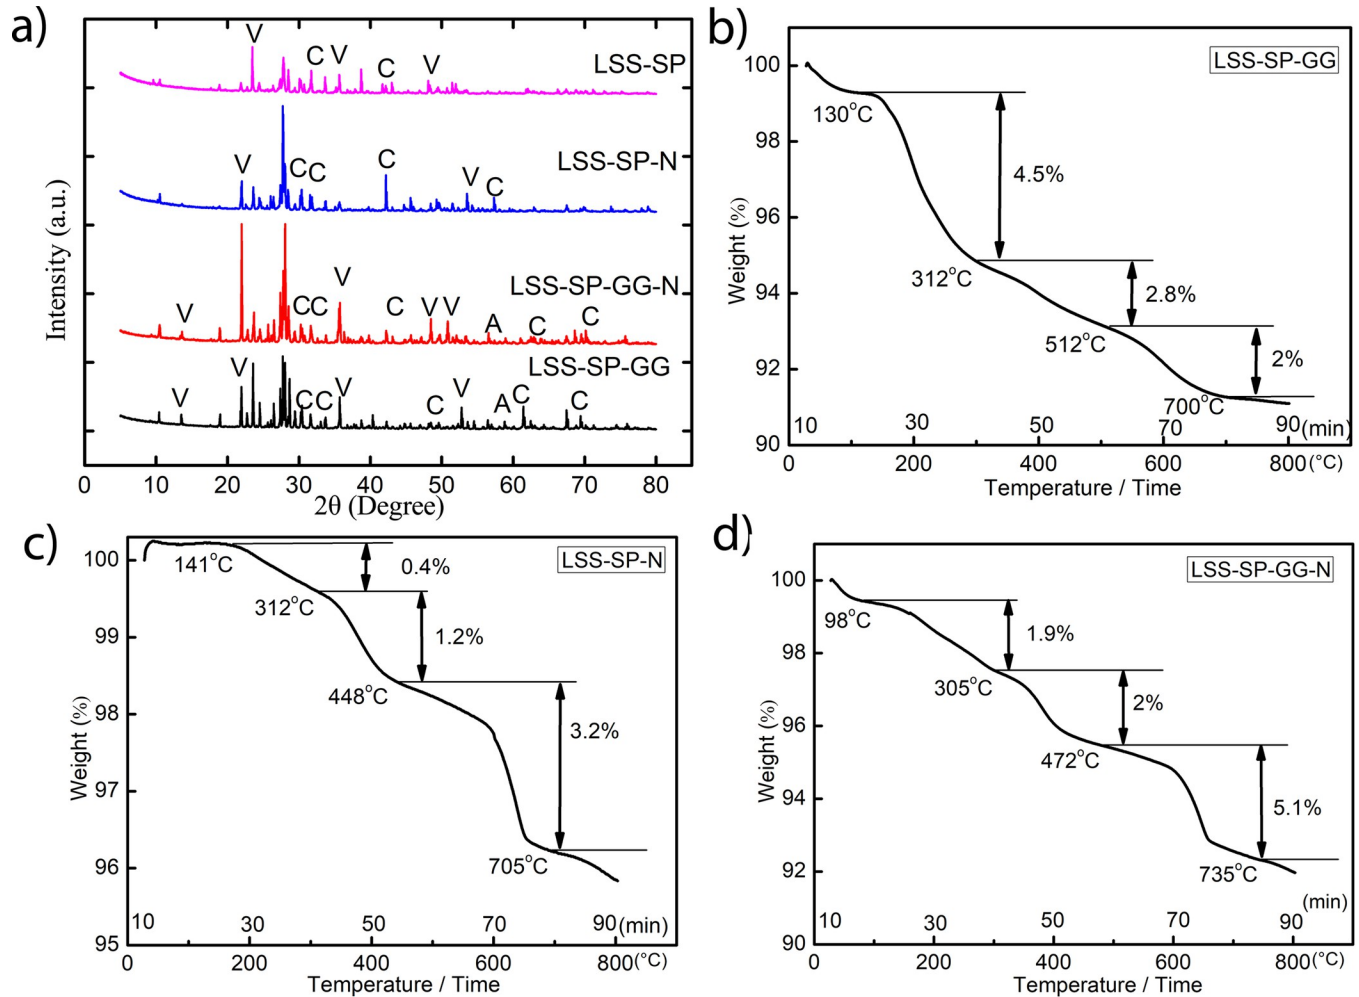 a)
V
C V
C
V
LSS-SP
V
C C
C
V
C
LSS-SP-N
V
V
C C
C
V V
A
C
C
LSS-SP-GG-N
V
V
C C
V
C
V
A
C
C
LSS-SP-GG
Intensity (a.u.)
0 10 20 30 40 50 60 70 80
2θ (Degree)
b)
LSS-SP-GG
100
98
96
94
92
90
Weight (%)
130°C
4.5%
312°C
2.8%
512°C
2%
700°C
10 30 50 70 90 (min)
0 200 400 600 800 (°C)
Temperature / Time
c)
LSS-SP-N
100
99
98
97
96
95
Weight (%)
141°C
0.4%
312°C
1.2%
448°C
3.2%
705°C
10 30 50 70 90 (min)
0 200 400 600 800 (°C)
Temperature / Time
d)
LSS-SP-GG-N
100
98
96
94
92
90
Weight (%)
98°C
1.9%
305°C
2%
472°C
5.1%
735°C
(min)
10 30 50 70 90
0 200 400 600 800 (°C)
Temperature / Time